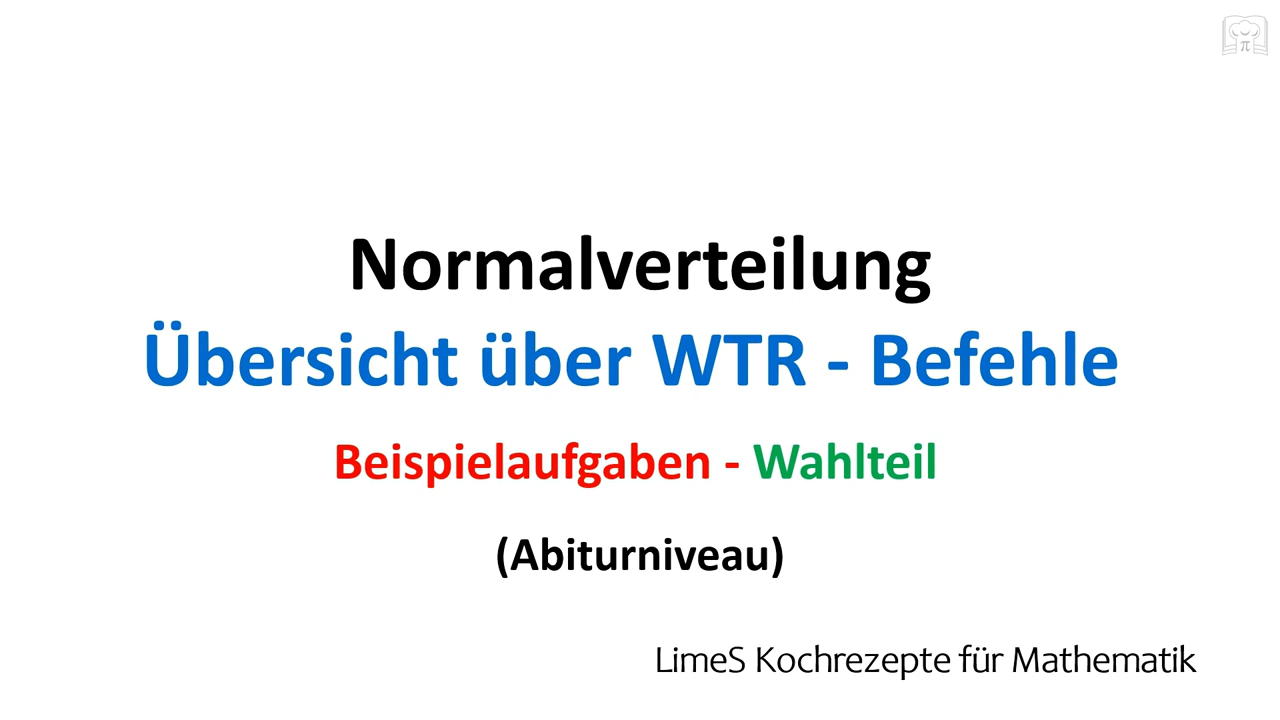 Normalverteilung
Übersicht über WTR - Befehle
Beispielaufgaben - Wahlteil
(Abiturniveau)
LimeS Kochrezepte für Mathematik
π